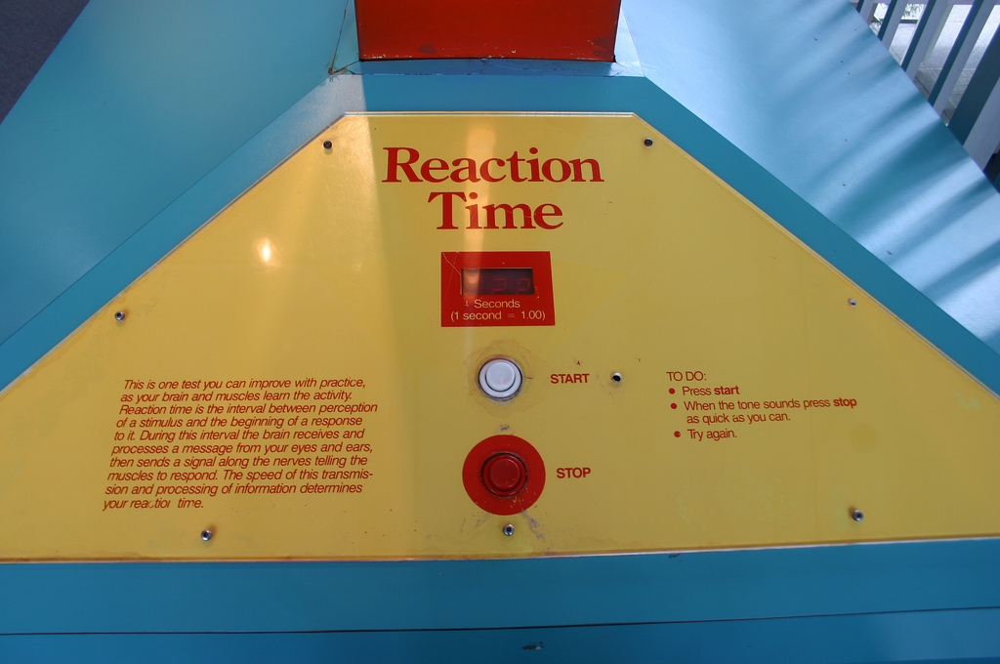 Reaction
Time
Seconds
(1 second = 1.00)
START
STOP
This is one test you can improve with practice,
as your brain and muscles learn the activity.
Reaction time is the interval between perception
of a stimulus and the beginning of a response
to it. During this interval the brain receives and
processes a message from your eyes and ears,
then sends a signal along the nerves telling the
muscles to respond. The speed of this transmis-
sion and processing of information determines
your reaction time.
TO DO:
• Press start
• When the tone sounds press stop
as quick as you can.
• Try again.